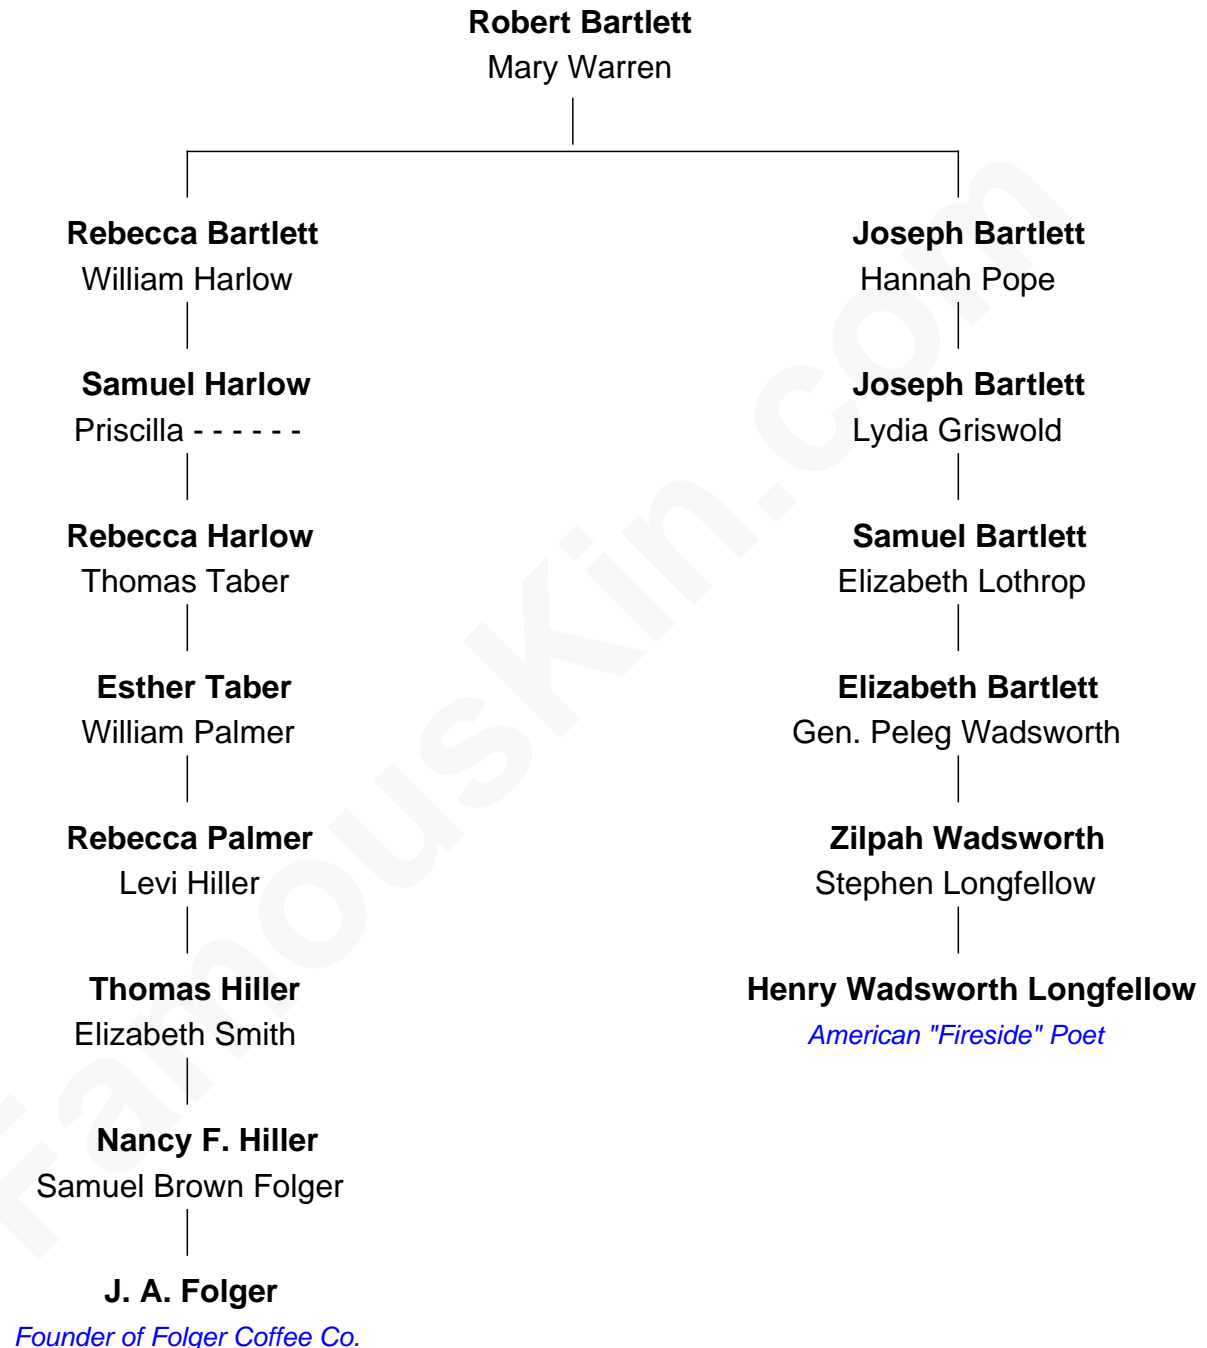 Robert Bartlett
Mary Warren
Rebecca Bartlett
William Harlow
Joseph Bartlett
Hannah Pope
Samuel Harlow
Priscilla - - - - - -
Joseph Bartlett
Lydia Griswold
Rebecca Harlow
Thomas Taber
Samuel Bartlett
Elizabeth Lothrop
Esther Taber
William Palmer
Elizabeth Bartlett
Gen. Peleg Wadsworth
Rebecca Palmer
Levi Hiller
Zilpah Wadsworth
Stephen Longfellow
Thomas Hiller
Elizabeth Smith
Henry Wadsworth Longfellow
American "Fireside" Poet
Nancy F. Hiller
Samuel Brown Folger
J. A. Folger
Founder of Folger Coffee Co.
FamousKin.com